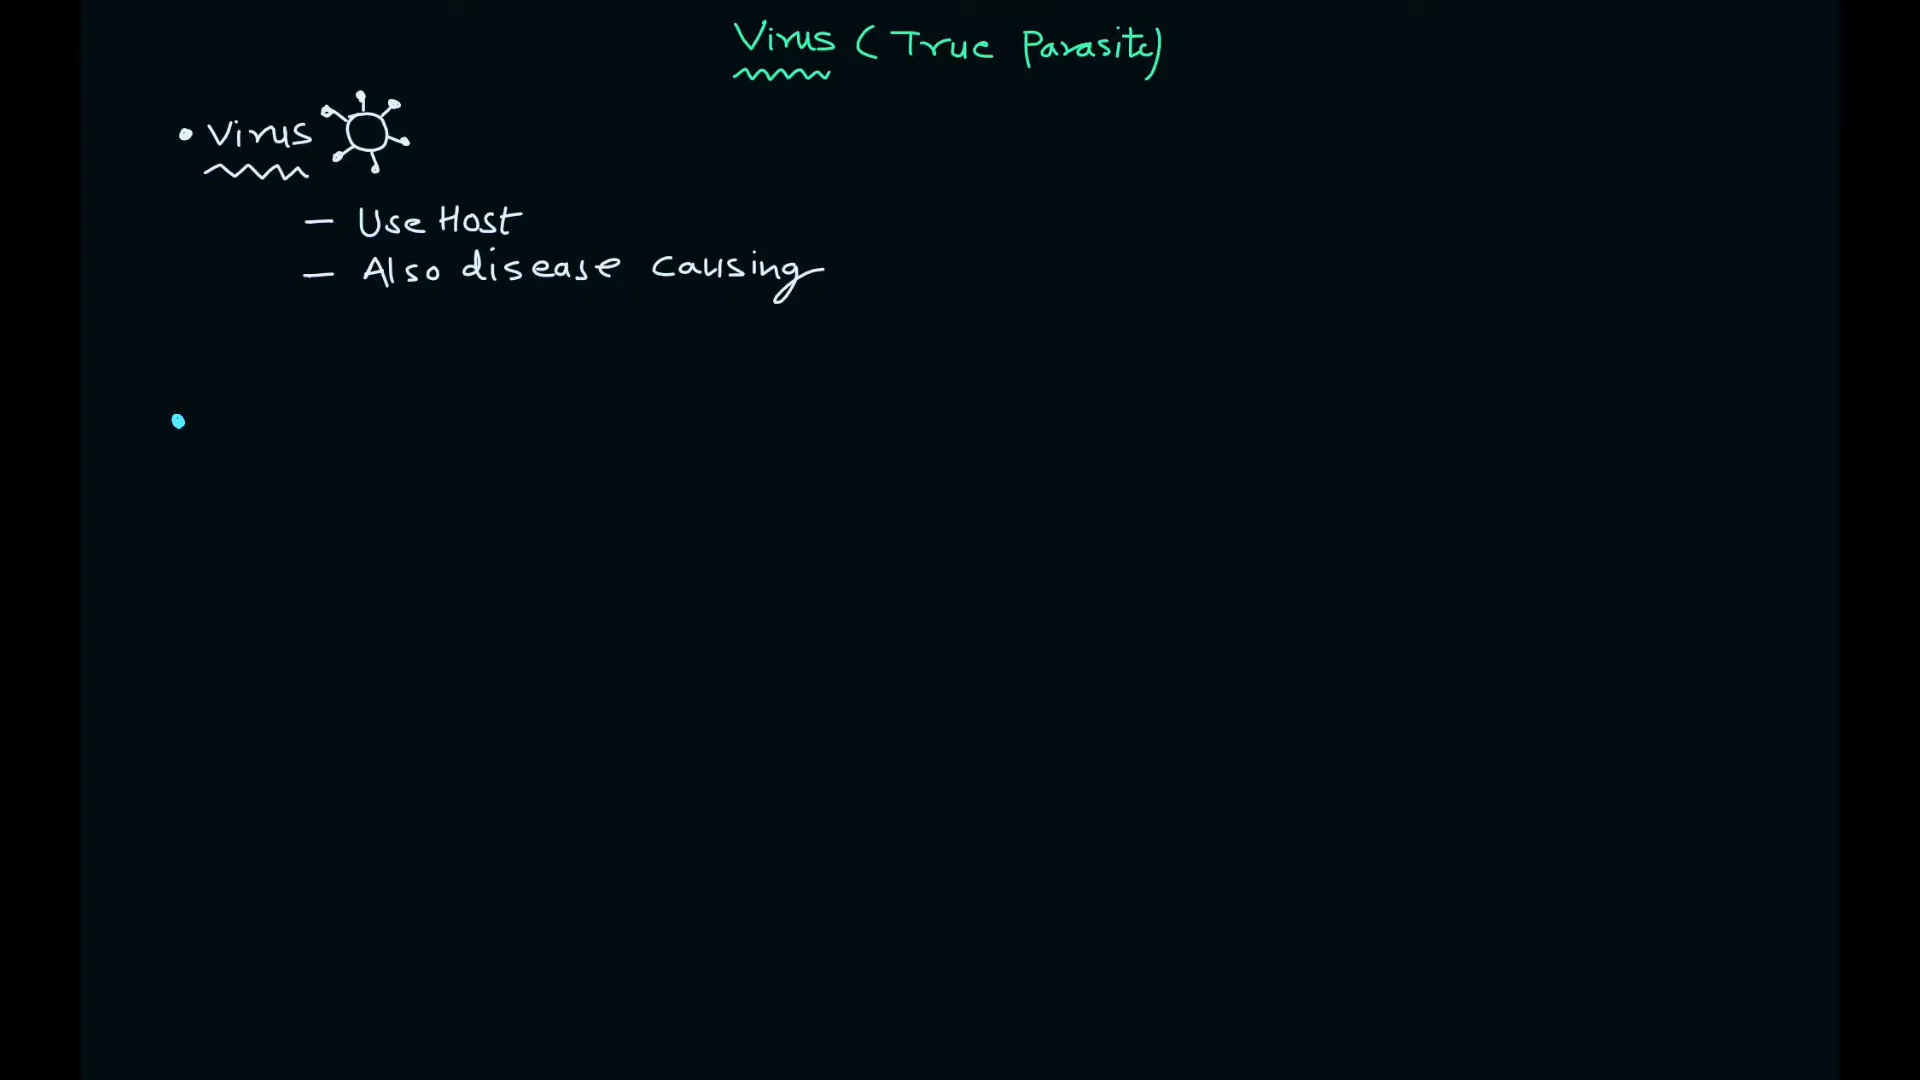 Virus (True Parasite)
• Virus
— Use Host
— Also disease causing
•